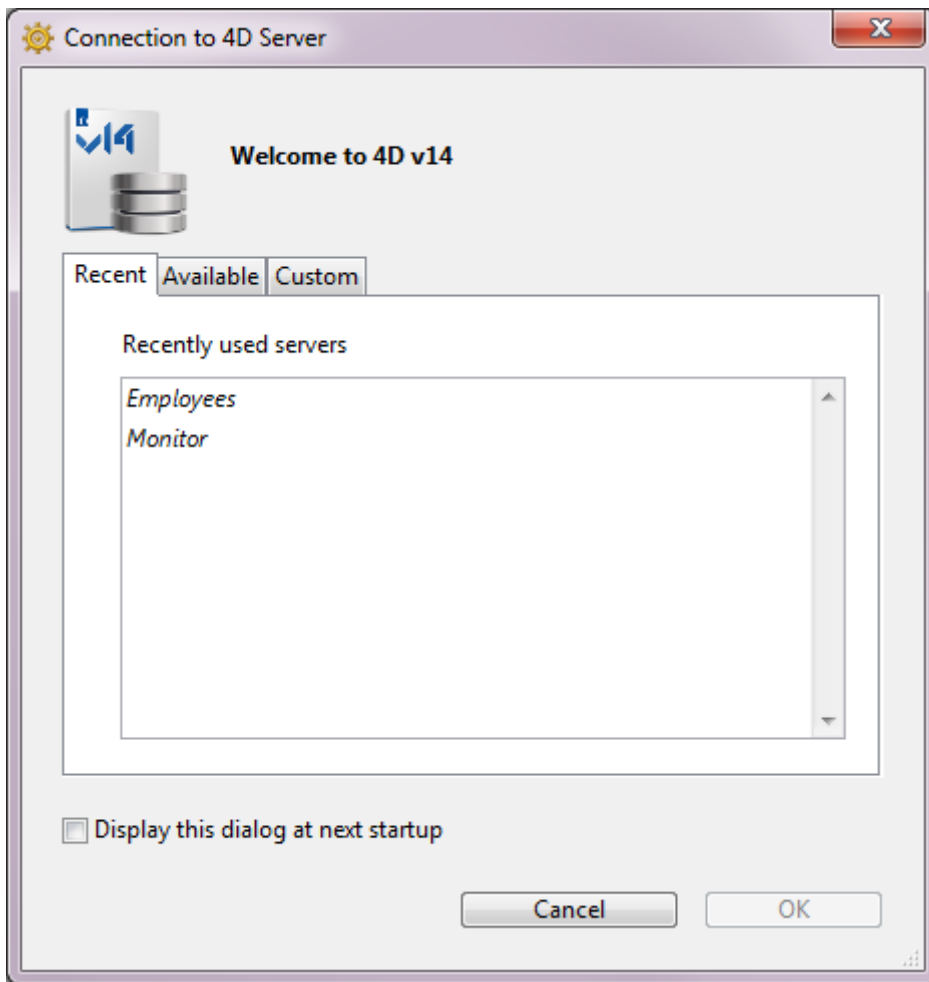 Connection to 4D Server
v14
Welcome to 4D v14
Recent Available Custom
Recently used servers
Employees
Monitor
Display this dialog at next startup
Cancel OK